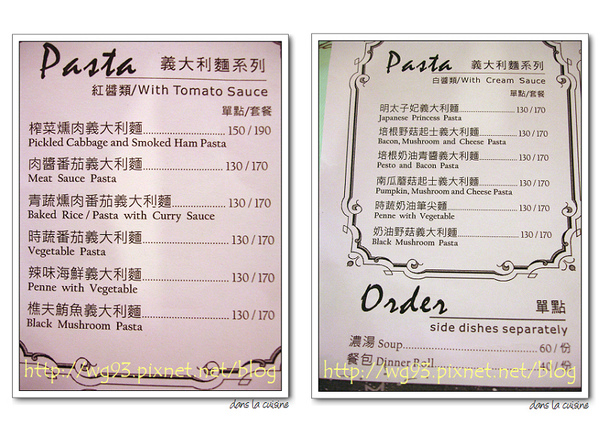 Pasta 義大利麵系列
紅醬類/With Tomato Sauce
單點/套餐
榨菜燻肉義大利麵 150 / 190
Pickled Cabbage and Smoked Ham Pasta
肉醬番茄義大利麵 130 / 170
Meat Sauce Pasta
青蔬燻肉義大利麵 130 / 170
Baked Rice / Pasta with Curry Sauce
時蔬番茄義大利麵 130 / 170
Vegetable Pasta
辣味海鮮義大利麵 130 / 170
Penne with Vegetable
樵夫鮪魚義大利麵 130 / 170
Black Mushroom Pasta
http://wg93.pixnet.net/blog
dans la cuisine
Pasta 義大利麵系列
白醬類/With Cream Sauce
單點/套餐
明太子妃義大利麵 130 / 170
Japanese Princess Pasta
培根野菇起士義大利麵 130 / 170
Bacon, Mushroom and Cheese Pasta
培根奶油青醬義大利麵 130 / 170
Pesto and Bacon Pasta
南瓜蘑菇起士義大利麵 130 / 170
Pumpkin, Mushroom and Cheese Pasta
時蔬奶油筆尖麵 130 / 170
Penne with Vegetable
奶油野菇義大利麵 130 / 170
Black Mushroom Pasta
Order 單點
side dishes separately
濃湯 Soup 60 / 份
餐包 Dinner Roll / 份
http://wg93.pixnet.net/blog
dans la cuisine